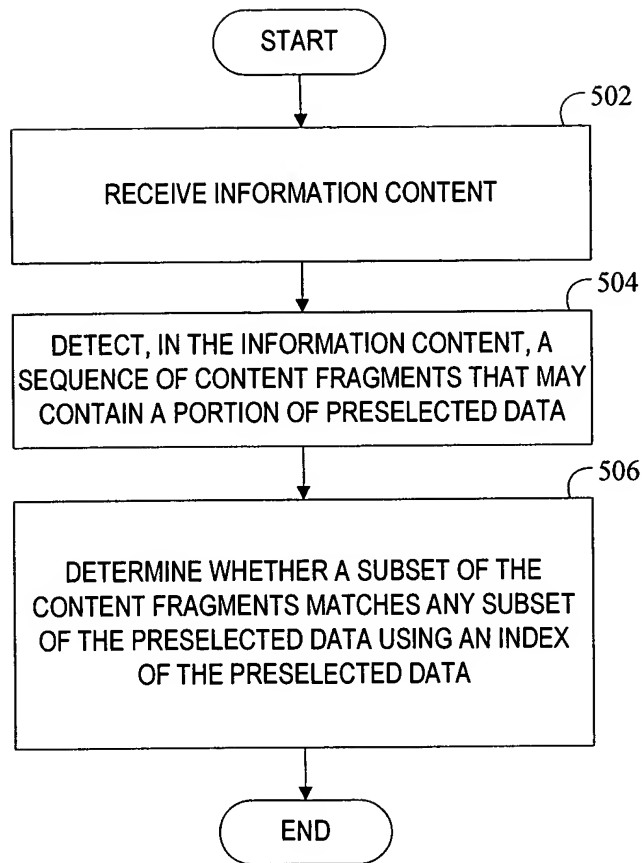 START
502
RECEIVE INFORMATION CONTENT
504
DETECT, IN THE INFORMATION CONTENT, A
SEQUENCE OF CONTENT FRAGMENTS THAT MAY
CONTAIN A PORTION OF PRESELECTED DATA
506
DETERMINE WHETHER A SUBSET OF THE
CONTENT FRAGMENTS MATCHES ANY SUBSET
OF THE PRESELECTED DATA USING AN INDEX
OF THE PRESELECTED DATA
END